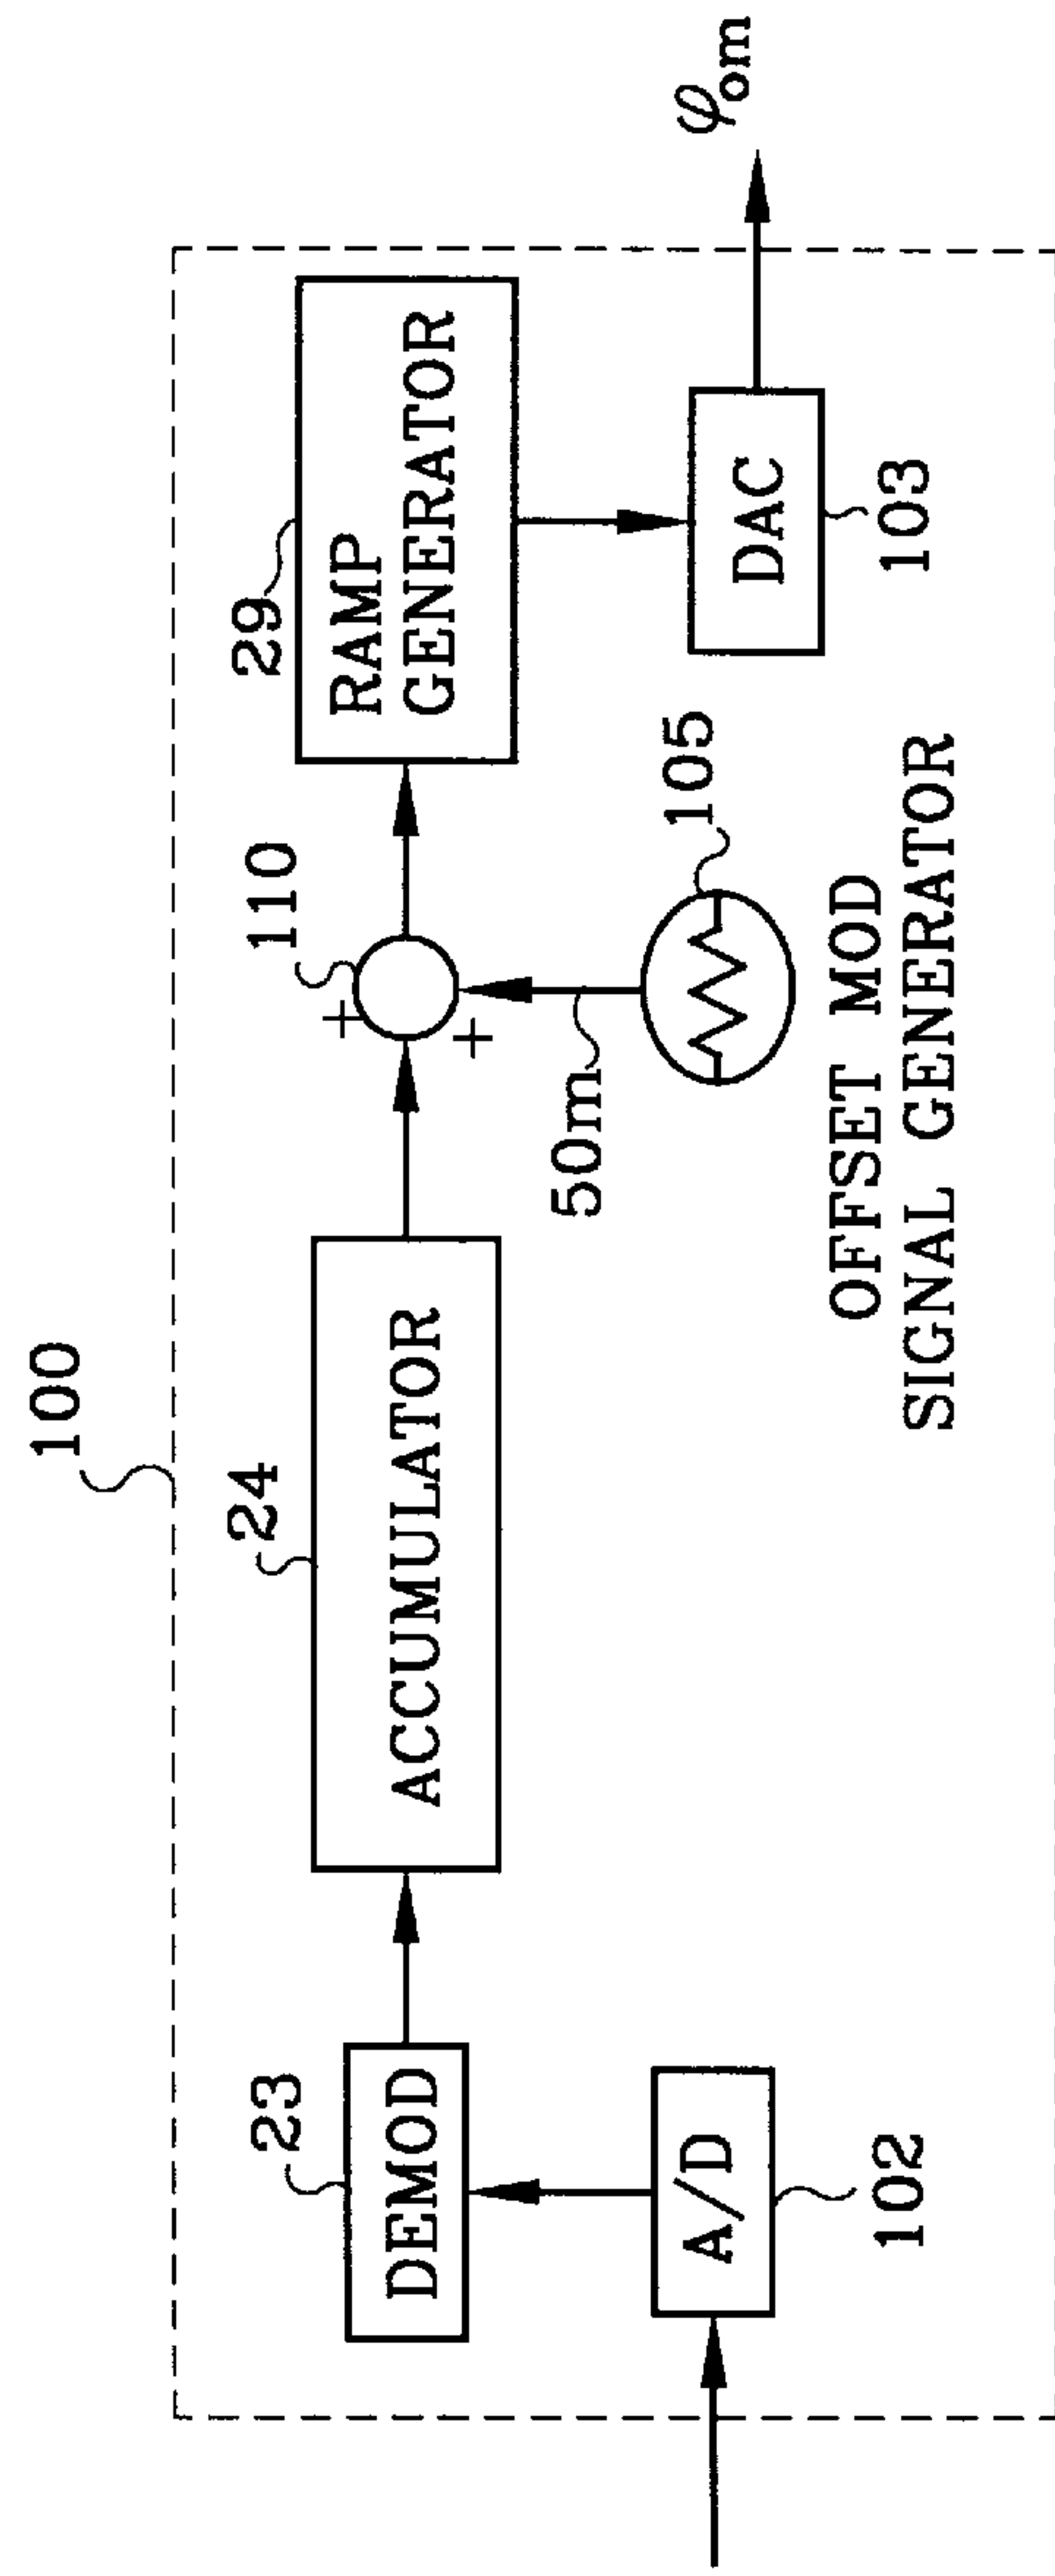 100
23
DEMOD
A/D
102
24
ACCUMULATOR
110
+
+
50m
105
OFFSET MOD
SIGNAL GENERATOR
29
RAMP
GENERATOR
DAC
103
φom